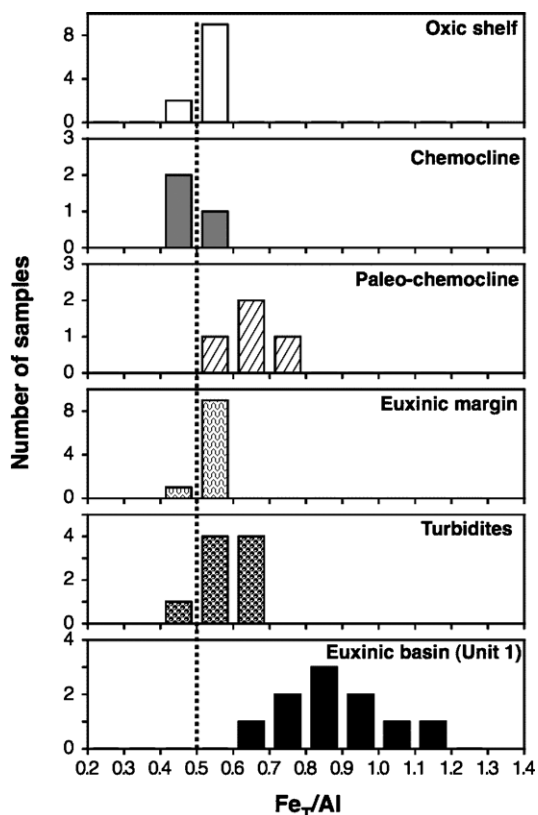 Number of samples
8
4
0
Oxic shelf
3
2
1
0
Chemocline
3
2
1
0
Paleo-chemocline
8
4
0
Euxinic margin
4
2
0
Turbidites
4
2
0
Euxinic basin (Unit 1)
0.2 0.3 0.4 0.5 0.6 0.7 0.8 0.9 1.0 1.1 1.2 1.3 1.4
Fe_T/Al